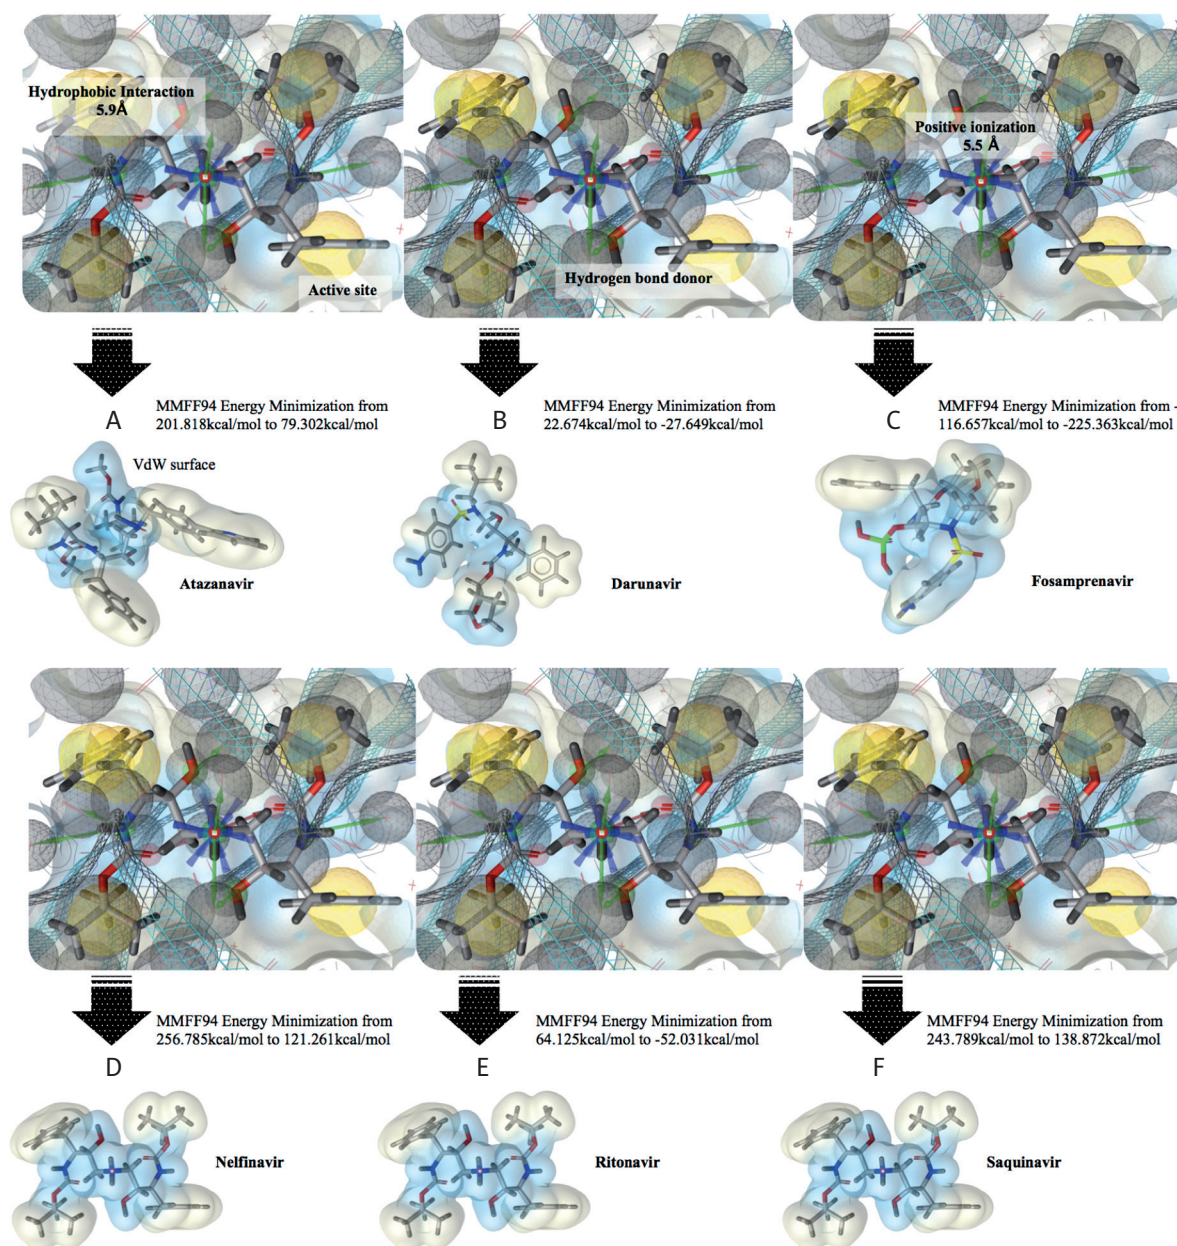 Hydrophobic Interaction
5.9Å
Positive ionization
5.5 Å
Active site
Hydrogen bond donor
A
MMFF94 Energy Minimization from
201.818kcal/mol to 79.302kcal/mol
B
MMFF94 Energy Minimization from
22.674kcal/mol to -27.649kcal/mol
C
MMFF94 Energy Minimization from -
116.657kcal/mol to -225.363kcal/mol
VdW surface
Atazanavir
Darunavir
Fosamprenavir
D
MMFF94 Energy Minimization from
256.785kcal/mol to 121.261kcal/mol
E
MMFF94 Energy Minimization from
64.125kcal/mol to -52.031kcal/mol
F
MMFF94 Energy Minimization from
243.789kcal/mol to 138.872kcal/mol
Nelfinavir
Ritonavir
Saquinavir